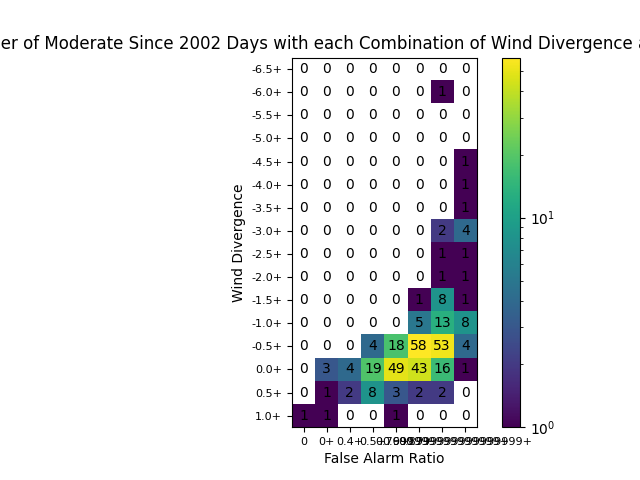 er of Moderate Since 2002 Days with each Combination of Wind Divergence
-6.5+ 0 0 0 0 0 0 0 0
-6.0+ 0 0 0 0 0 0 1 0
-5.5+ 0 0 0 0 0 0 0 0
-5.0+ 0 0 0 0 0 0 0 0
-4.5+ 0 0 0 0 0 0 0 1
-4.0+ 0 0 0 0 0 0 0 1
-3.5+ 0 0 0 0 0 0 0 1
-3.0+ 0 0 0 0 0 0 2 4
-2.5+ 0 0 0 0 0 0 1 1
-2.0+ 0 0 0 0 0 0 1 1
-1.5+ 0 0 0 0 0 1 8 1
-1.0+ 0 0 0 0 0 5 13 8
-0.5+ 0 0 0 4 18 58 53 4
0.0+ 0 3 4 19 49 43 16 1
0.5+ 0 1 2 8 3 2 2 0
1.0+ 1 1 0 0 1 0 0 0
0 0+ 0.4+
False Alarm Ratio
Wind Divergence
10^1
10^0